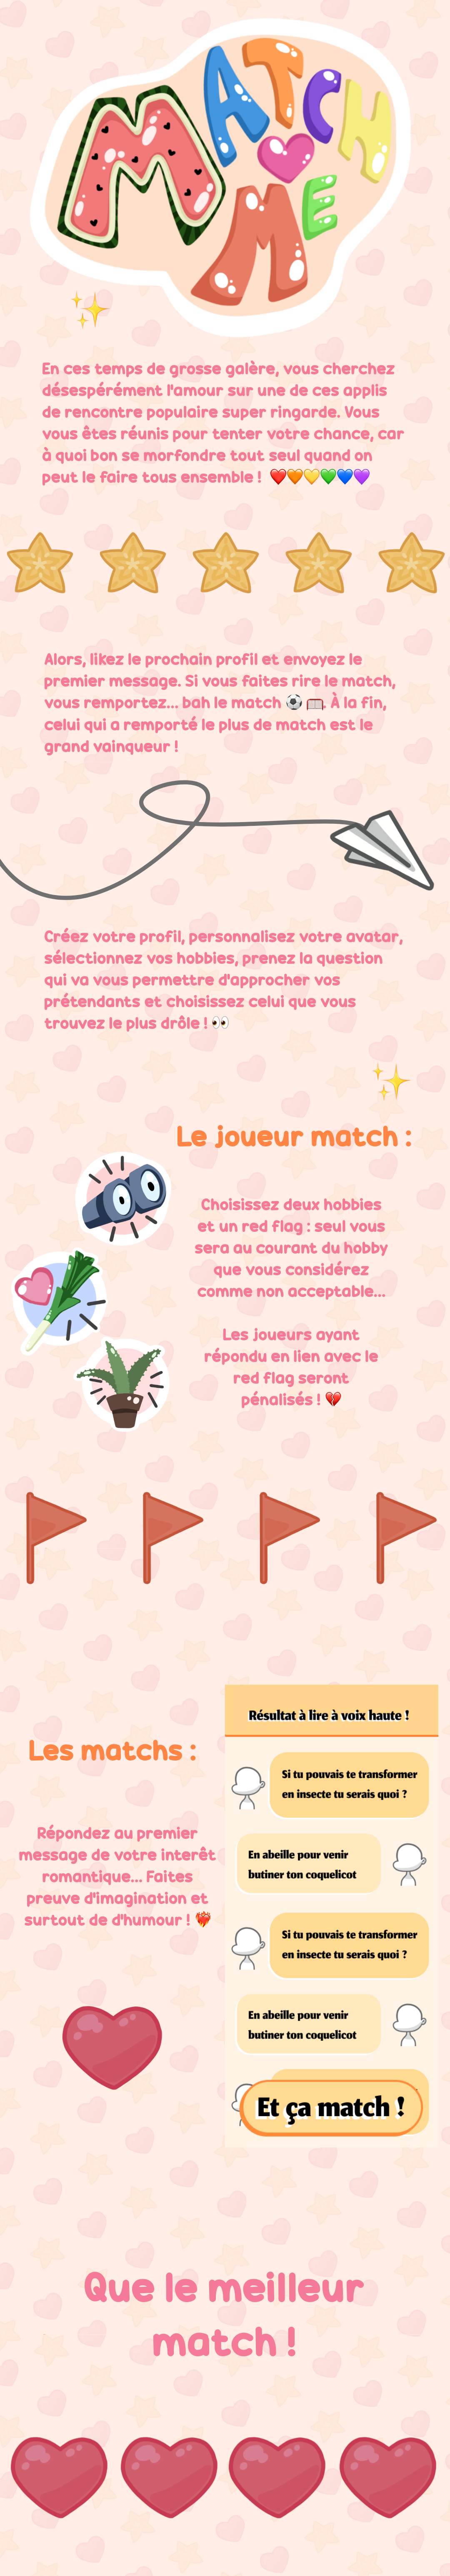 MATCH
ME
En ces temps de grosse galère, vous cherchez
désespérément l'amour sur une de ces applis
de rencontre populaire super ringarde. Vous
vous êtes réunis pour tenter votre chance, car
à quoi bon se morfondre tout seul quand on
peut le faire tous ensemble ! ❤️🧡💛💚💙💜
Alors, likez le prochain profil et envoyez le
premier message. Si vous faites rire le match,
vous remportez... bah le match ⚽🥅 À la fin,
celui qui a remporté le plus de match est le
grand vainqueur !
Créez votre profil, personnalisez votre avatar,
sélectionnez vos hobbies, prenez la question
qui va vous permettre d'approcher vos
prétendants et choisissez celui que vous
trouvez le plus drôle ! 👀
Le joueur match :
Choisissez deux hobbies
et un red flag : seul vous
sera au courant du hobby
que vous considérez
comme non acceptable...
Les joueurs ayant
répondu en lien avec le
red flag seront
pénalisés ! 💔
Résultat à lire à voix haute !
Les matchs :
Répondez au premier
message de votre interêt
romantique... Faites
preuve d'imagination et
surtout de d'humour ! ❤️‍🔥
Si tu pouvais te transformer
en insecte tu serais quoi ?
En abeille pour venir
butiner ton coquelicot
Si tu pouvais te transformer
en insecte tu serais quoi ?
En abeille pour venir
butiner ton coquelicot
Et ça match !
Que le meilleur
match !